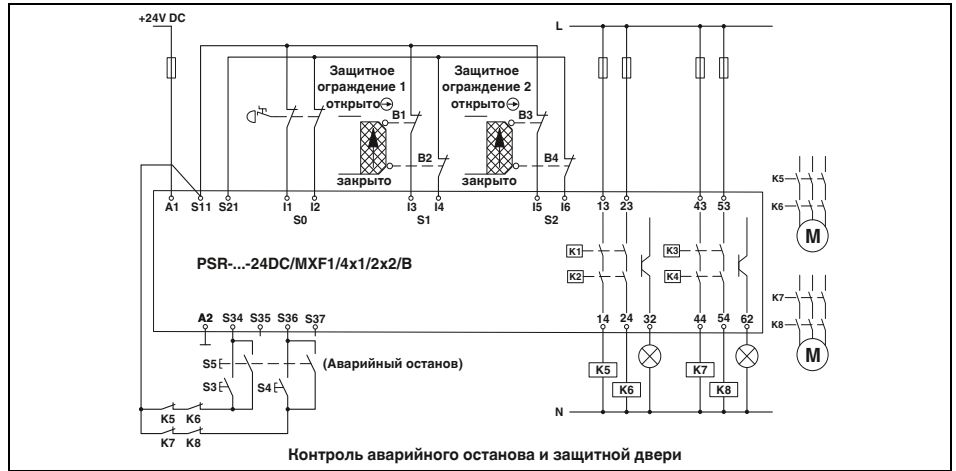 +24V DC
L
Защитное
ограждение 1
открыто
Защитное
ограждение 2
открыто
B1
B3
B2
B4
закрыто
закрыто
K5
K6
M
A1 S11 S21 I1 I2 I3 I4 I5 I6 13 23 43 53
S0 S1 S2
K1
K3
PSR-...-24DC/MXF1/4x1/2x2/B
K2
K4
K7
K8
M
A2 S34 S35 S36 S37 14 24 32 44 54 62
S5 (Аварийный останов)
S3 S4
K5
K7
K6
K8
K5 K6
N
K7 K8
Контроль аварийного останова и защитной двери